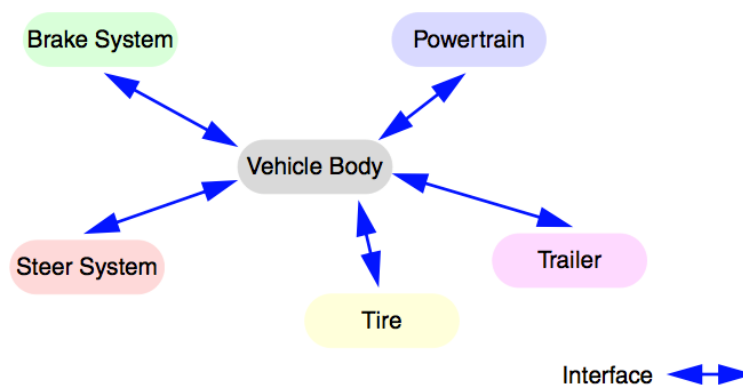 Brake System
Powertrain
Vehicle Body
Steer System
Trailer
Tire
Interface